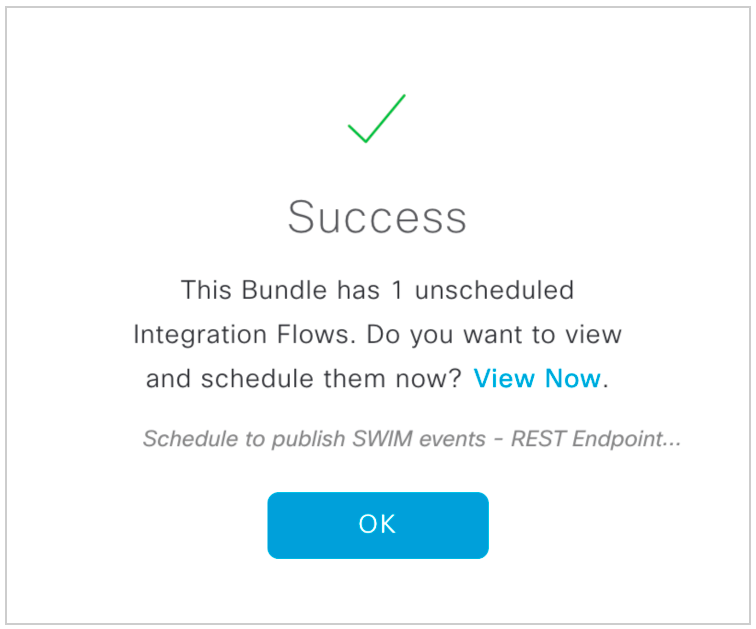 Success
This Bundle has 1 unscheduled
Integration Flows. Do you want to view
and schedule them now? View Now.
Schedule to publish SWIM events - REST Endpoint...
OK